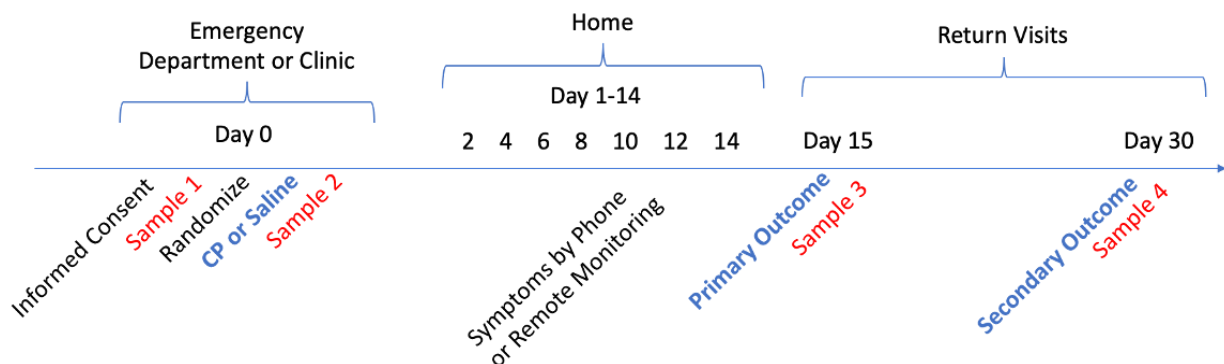 Emergency
Department or Clinic
Home
Return Visits
Day 0
Day 1-14
2 4 6 8 10 12 14
Day 15
Day 30
Informed Consent
Sample 1
Randomize
CP or Saline
Sample 2
Symptoms by Phone
or Remote Monitoring
Primary Outcome
Sample 3
Secondary Outcome
Sample 4